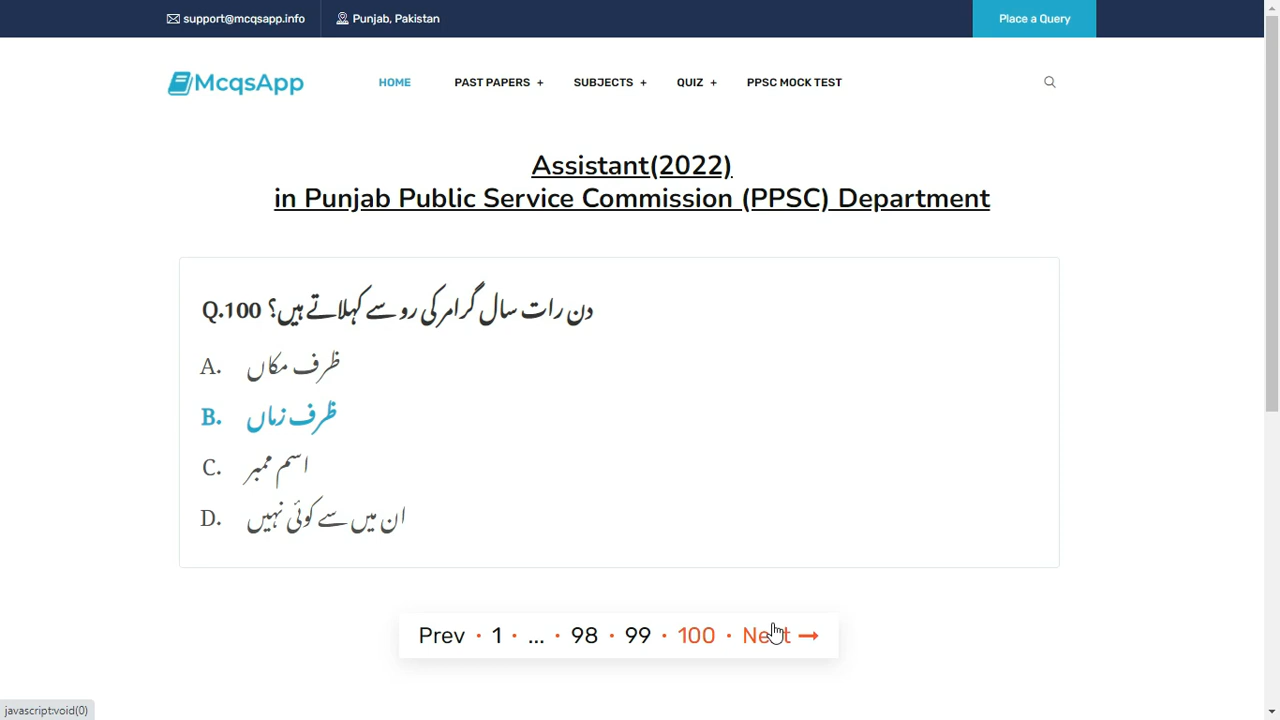 support@mcqsapp.info
Punjab, Pakistan
Place a Query
McqsApp
HOME
PAST PAPERS +
SUBJECTS +
QUIZ +
PPSC MOCK TEST
Assistant(2022)
in Punjab Public Service Commission (PPSC) Department
Q.100 دن رات سال گرامر کی رو سے کہلاتے ہیں؟
A. ظرف مکاں
B. ظرف زماں
C. اسم ممبر
D. ان میں سے کوئی نہیں
Prev • 1 • ... • 98 • 99 • 100 • Next →
javascript:void(0)